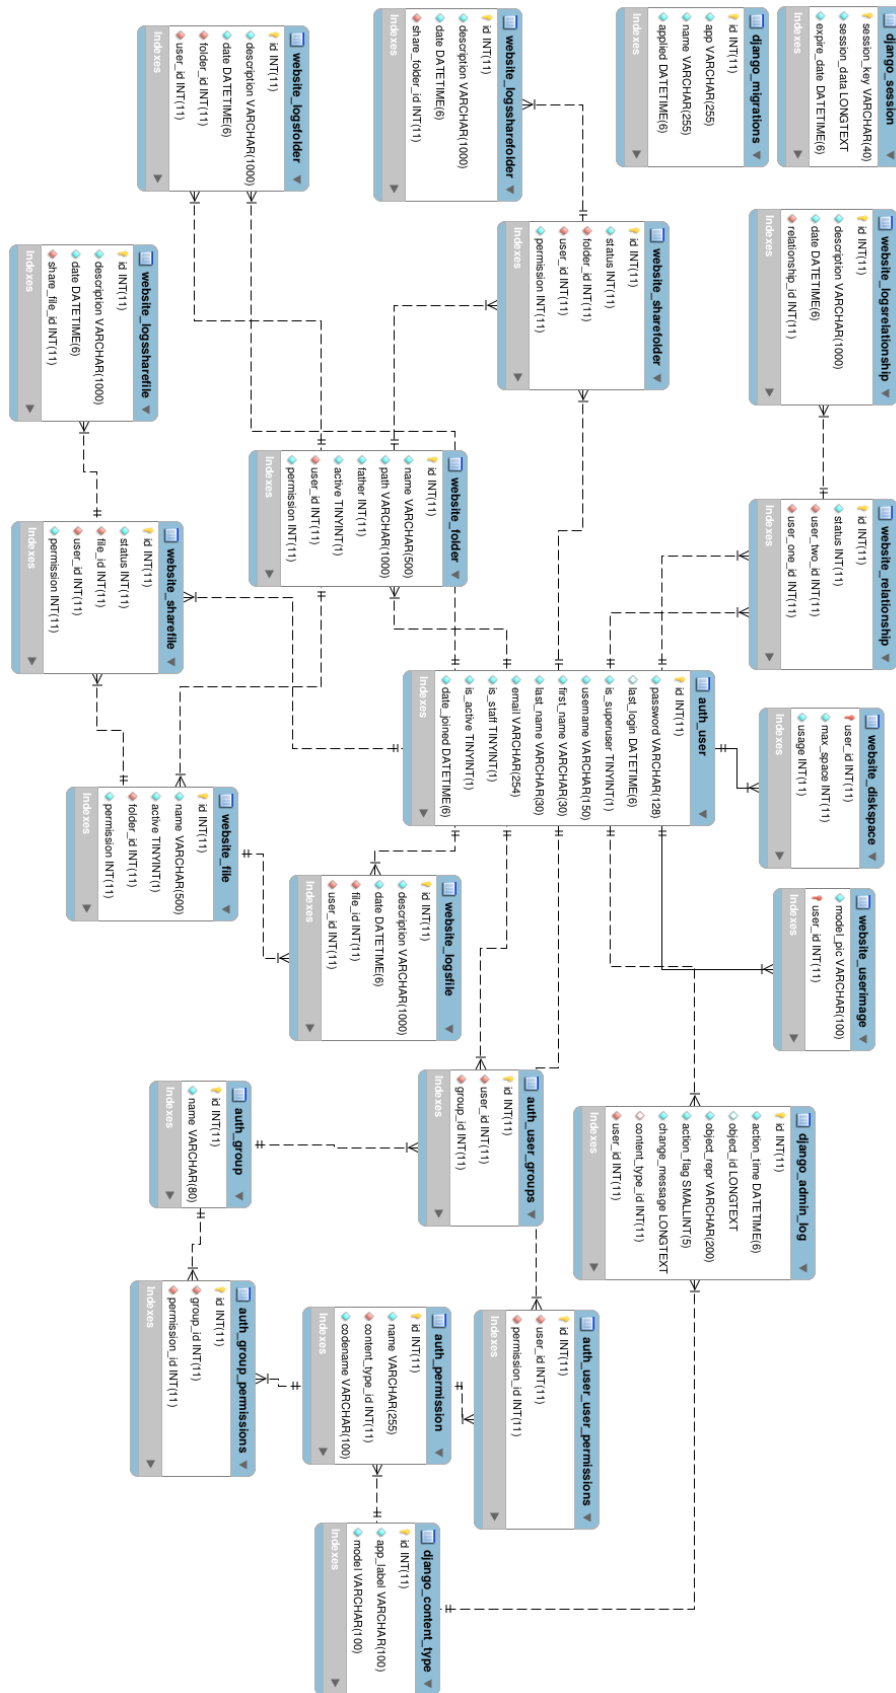 django_session
session_key VARCHAR(40)
session_data LONGTEXT
expire_date DATETIME(6)
Indexes
django_migrations
id INT(11)
app VARCHAR(255)
name VARCHAR(255)
applied DATETIME(6)
Indexes
website_logssharefolder
id INT(11)
description VARCHAR(1000)
date DATETIME(6)
share_folder_id INT(11)
Indexes
website_logsfolder
id INT(11)
description VARCHAR(1000)
date DATETIME(6)
folder_id INT(11)
user_id INT(11)
Indexes
website_logsrelationship
id INT(11)
description VARCHAR(1000)
date DATETIME(6)
relationship_id INT(11)
Indexes
website_sharefolder
id INT(11)
status INT(11)
folder_id INT(11)
user_id INT(11)
permission INT(11)
Indexes
website_logssharefile
id INT(11)
description VARCHAR(1000)
date DATETIME(6)
share_file_id INT(11)
Indexes
website_relationship
id INT(11)
status INT(11)
user_two_id INT(11)
user_one_id INT(11)
Indexes
website_folder
id INT(11)
name VARCHAR(500)
path VARCHAR(1000)
father INT(11)
active TINYINT(1)
user_id INT(11)
permission INT(11)
Indexes
website_sharefile
id INT(11)
status INT(11)
file_id INT(11)
user_id INT(11)
permission INT(11)
Indexes
website_diskspace
user_id INT(11)
max_space INT(11)
usage INT(11)
Indexes
auth_user
id INT(11)
password VARCHAR(128)
last_login DATETIME(6)
is_superuser TINYINT(1)
username VARCHAR(150)
first_name VARCHAR(30)
last_name VARCHAR(30)
email VARCHAR(254)
is_staff TINYINT(1)
is_active TINYINT(1)
date_joined DATETIME(6)
Indexes
website_file
id INT(11)
name VARCHAR(500)
active TINYINT(1)
folder_id INT(11)
permission INT(11)
Indexes
website_userimage
model_pic VARCHAR(100)
user_id INT(11)
Indexes
website_logsfile
id INT(11)
description VARCHAR(1000)
date DATETIME(6)
file_id INT(11)
user_id INT(11)
Indexes
django_admin_log
id INT(11)
action_time DATETIME(6)
object_id LONGTEXT
object_repr VARCHAR(200)
action_flag SMALLINT(5)
change_message LONGTEXT
content_type_id INT(11)
user_id INT(11)
Indexes
auth_user_groups
id INT(11)
user_id INT(11)
group_id INT(11)
Indexes
auth_group
id INT(11)
name VARCHAR(80)
Indexes
auth_user_user_permissions
id INT(11)
user_id INT(11)
permission_id INT(11)
Indexes
auth_permission
id INT(11)
name VARCHAR(255)
content_type_id INT(11)
codename VARCHAR(100)
Indexes
auth_group_permissions
id INT(11)
group_id INT(11)
permission_id INT(11)
Indexes
django_content_type
id INT(11)
app_label VARCHAR(100)
model VARCHAR(100)
Indexes